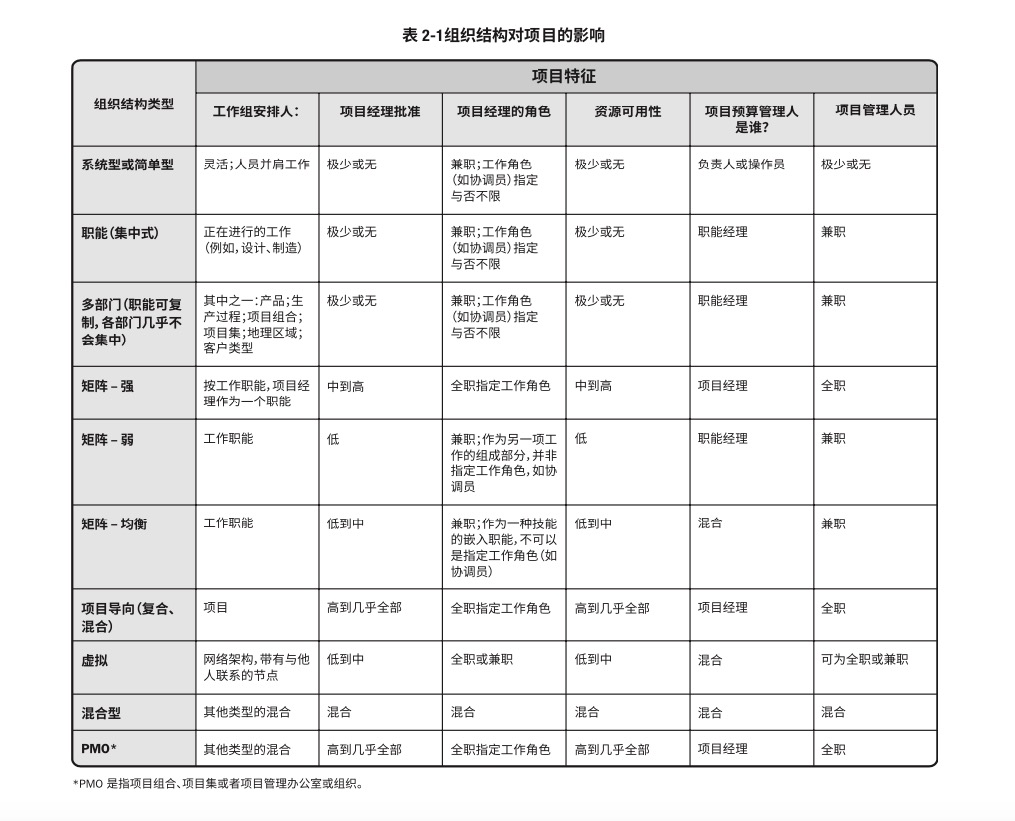 表 2-1组织结构对项目的影响
组织结构类型
项目特征
工作组安排人：
项目经理批准
项目经理的角色
资源可用性
项目预算管理人
是谁？
项目管理人员
系统型或简单型
灵活；人员并肩工作
极少或无
兼职；工作角色
（如协调员）指定
与否不限
极少或无
负责人或操作员
极少或无
职能（集中式）
正在进行的工作
（例如，设计、制造）
极少或无
兼职；工作角色
（如协调员）指定
与否不限
极少或无
职能经理
兼职
多部门（职能可复
制，各部门几乎不
会集中）
其中之一：产品；生
产过程；项目组合；
项目集；地理区域；
客户类型
极少或无
兼职；工作角色
（如协调员）指定
与否不限
极少或无
职能经理
兼职
矩阵 – 强
按工作职能，项目经
理作为一个职能
中到高
全职指定工作角色
中到高
项目经理
全职
矩阵 – 弱
工作职能
低
兼职；作为另一项工
作的组成部分，并非
指定工作角色，如协
调员
低
职能经理
兼职
矩阵 – 均衡
工作职能
低到中
兼职；作为一种技能
的嵌入职能，不可以
是指定工作角色（如
协调员）
低到中
混合
兼职
项目导向（复合、
混合）
项目
高到几乎全部
全职指定工作角色
高到几乎全部
项目经理
全职
虚拟
网络架构，带有与他
人联系的节点
低到中
全职或兼职
低到中
混合
可为全职或兼职
混合型
其他类型的混合
混合
混合
混合
混合
混合
PMO*
其他类型的混合
高到几乎全部
全职指定工作角色
高到几乎全部
项目经理
全职
*PMO 是指项目组合、项目集或者项目管理办公室或组织。